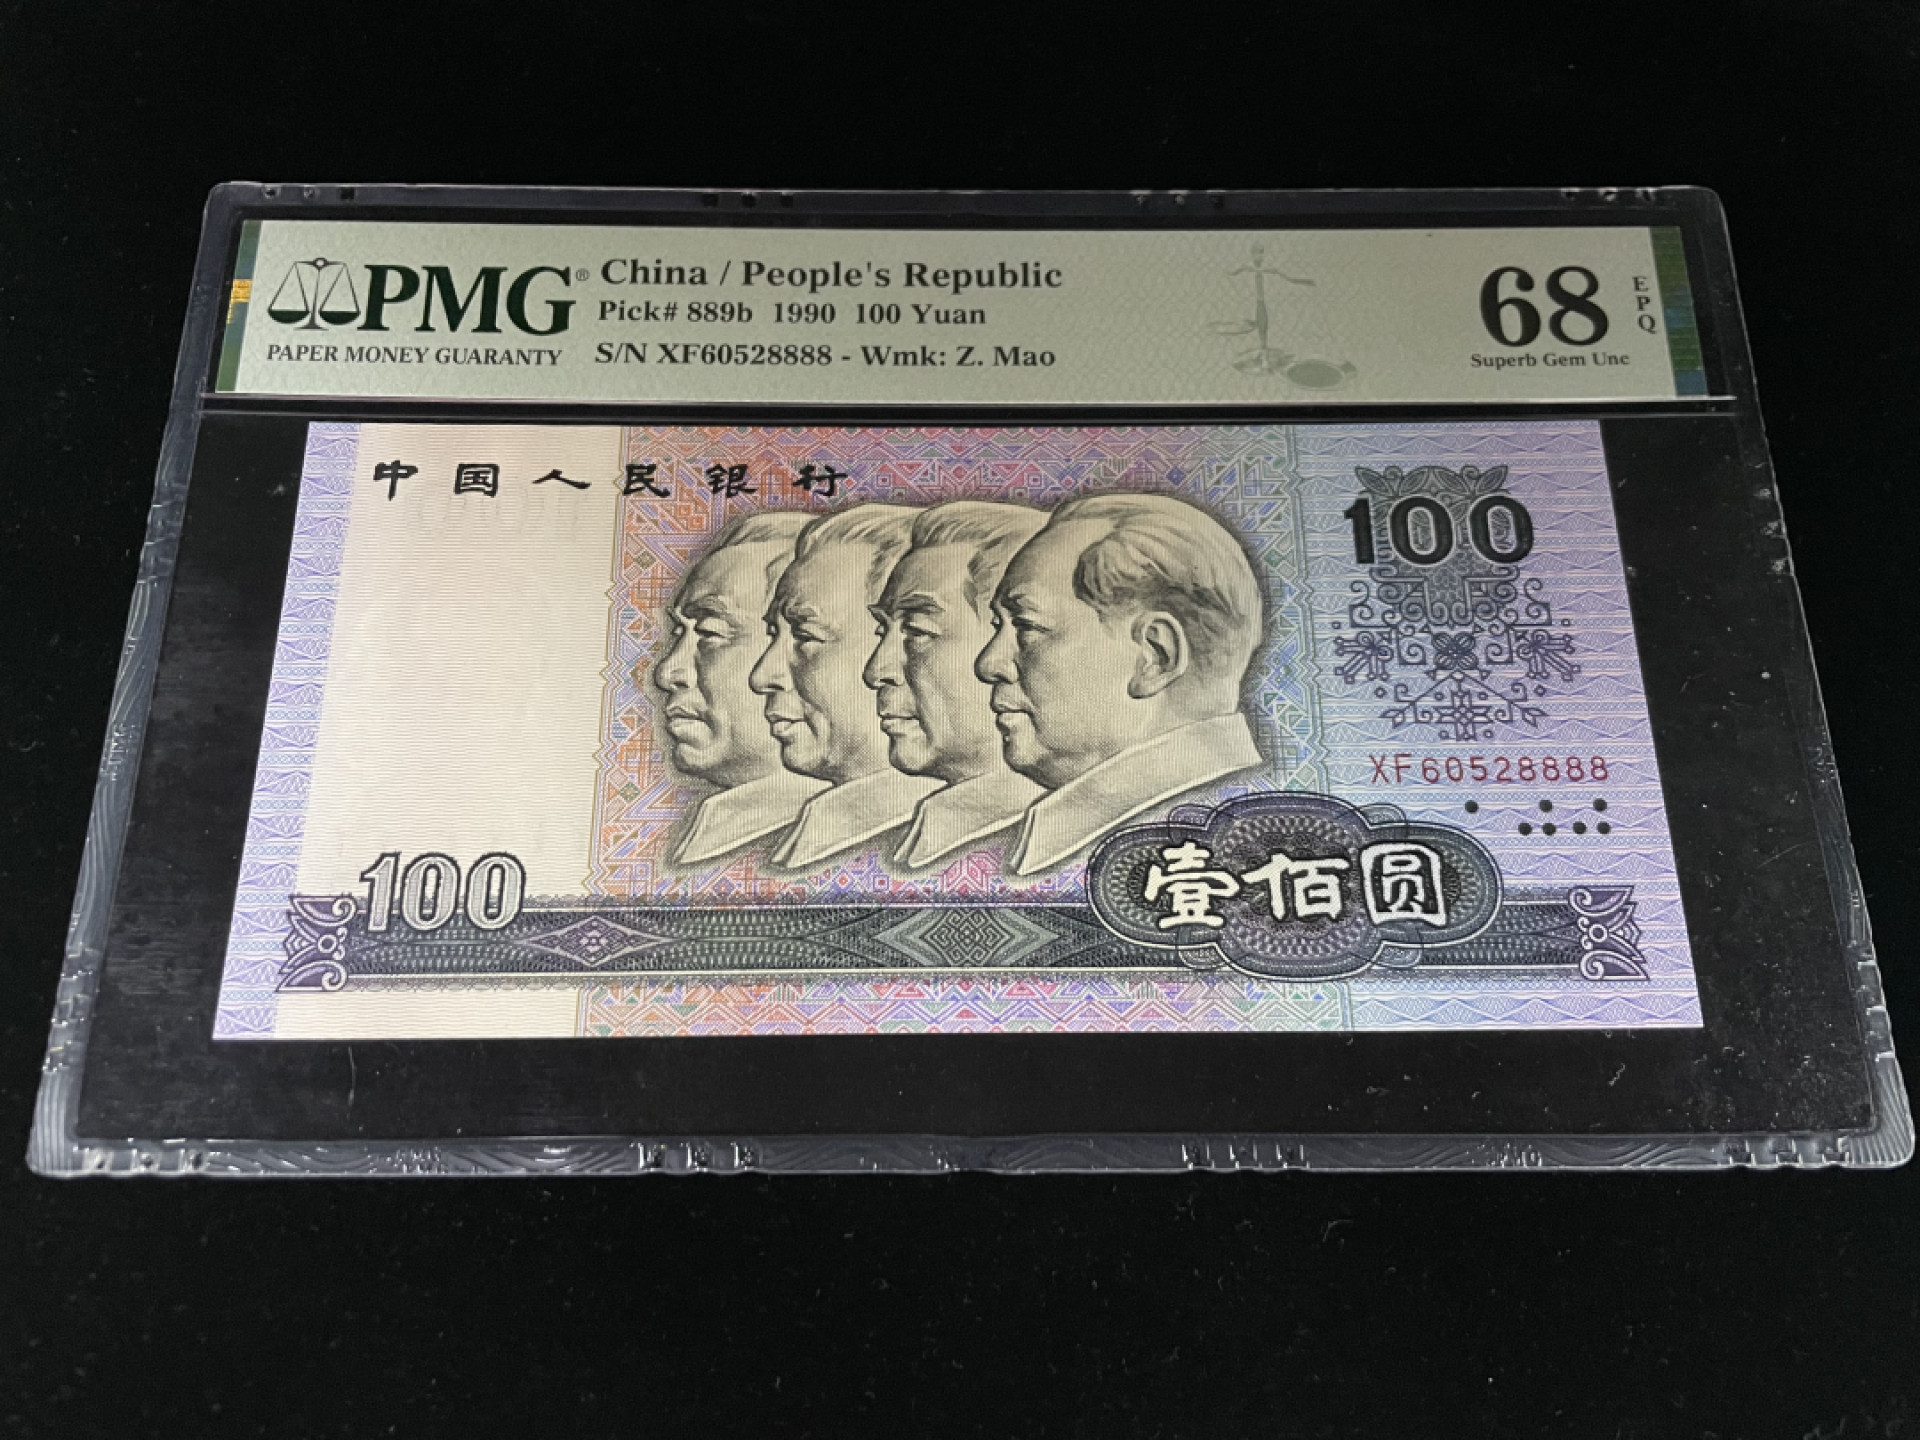 PMG®
PAPER MONEY GUARANTY
China / People's Republic
Pick# 889b 1990 100 Yuan
S/N XF60528888 - Wmk: Z. Mao
68
EPQ
Superb Gem Unc
中国人民银行
100
XF60528888
100
壹佰圆